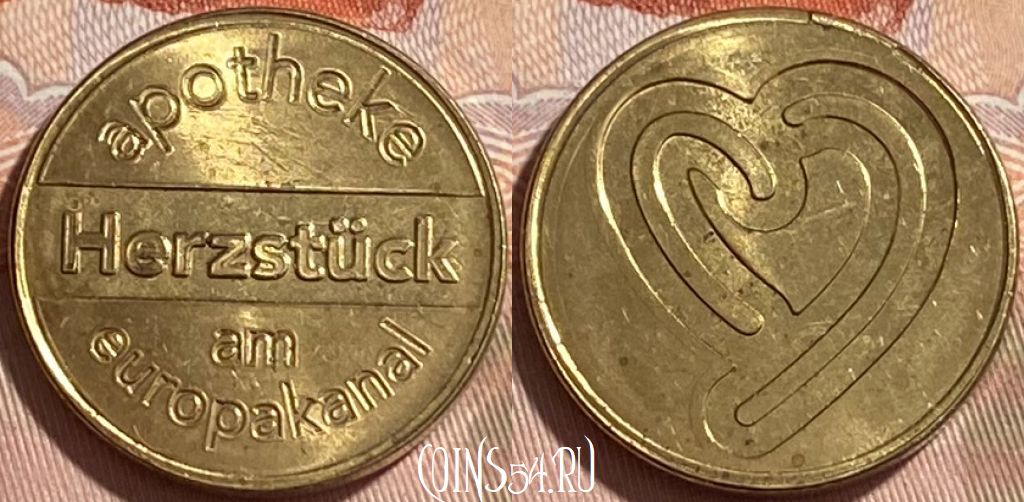 apotheke
Herzstück
am
europakanal
COINS54.RU